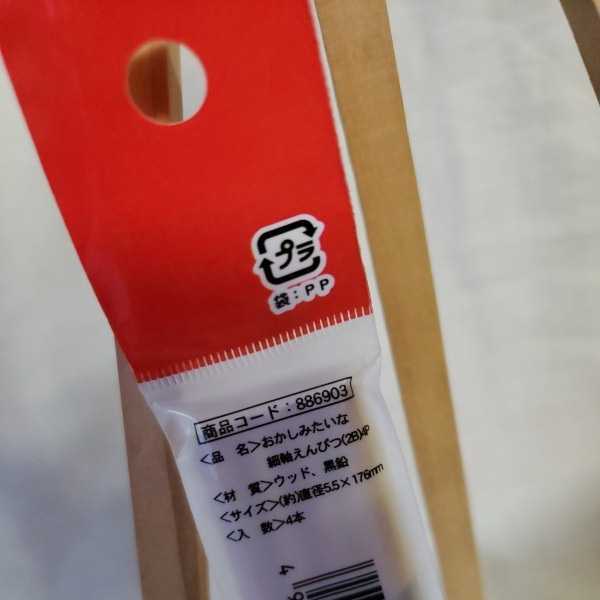 プラ
袋：PP
商品コード：886903
〈品 名〉おかしみたいな
細軸えんぴつ(2B)4P
〈材 質〉ウッド、黒鉛
〈サイズ〉(約)直径5.5×176mm
〈入 数〉4本
4